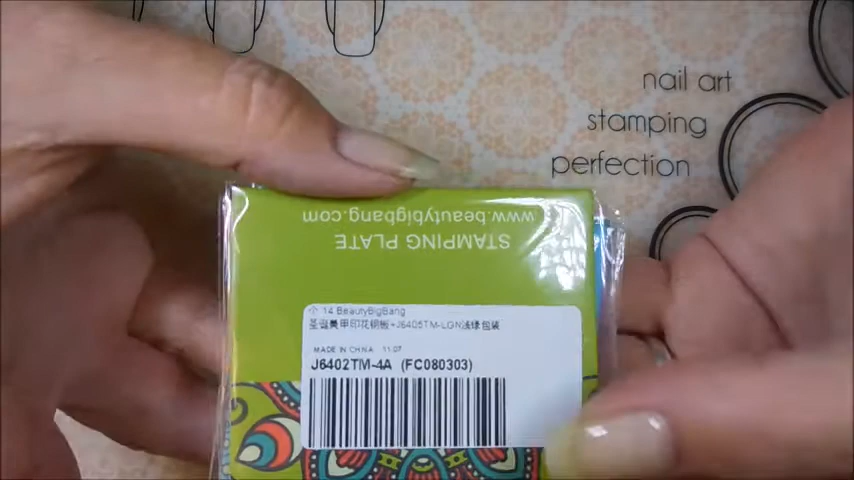 nail art
stamping
perfection.
www.beautybigbang.com
STAMPING PLATE
14 BeautyBigBang
圣诞美甲印花钢板+J6405TM-LGN浅绿包装
MADE IN CHINA 11.07
J6402TM-4A (FC080303)